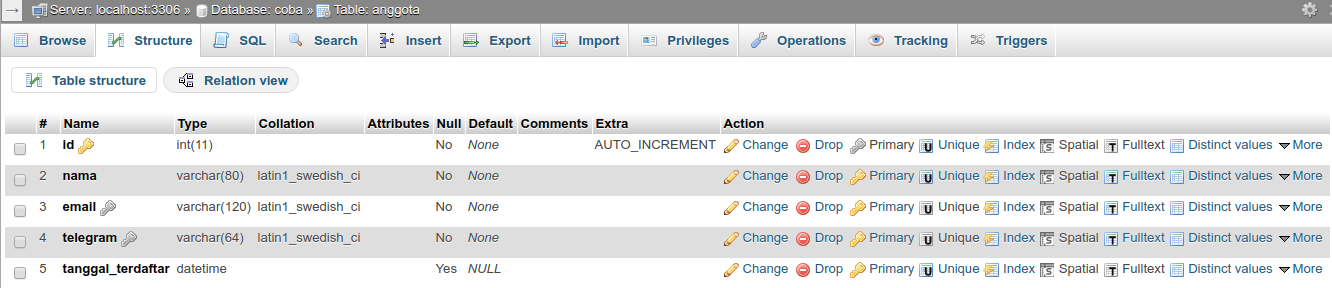 Server: localhost:3306 » Database: coba » Table: anggota
Browse Structure SQL Search Insert Export Import Privileges Operations Tracking Triggers
Table structure Relation view
# Name Type Collation Attributes Null Default Comments Extra Action
1 id int(11) No None AUTO_INCREMENT Change Drop Primary Unique Index Spatial Fulltext Distinct values More
2 nama varchar(80) latin1_swedish_ci No None Change Drop Primary Unique Index Spatial Fulltext Distinct values More
3 email varchar(120) latin1_swedish_ci No None Change Drop Primary Unique Index Spatial Fulltext Distinct values More
4 telegram varchar(64) latin1_swedish_ci No None Change Drop Primary Unique Index Spatial Fulltext Distinct values More
5 tanggal_terdaftar datetime Yes NULL Change Drop Primary Unique Index Spatial Fulltext Distinct values More